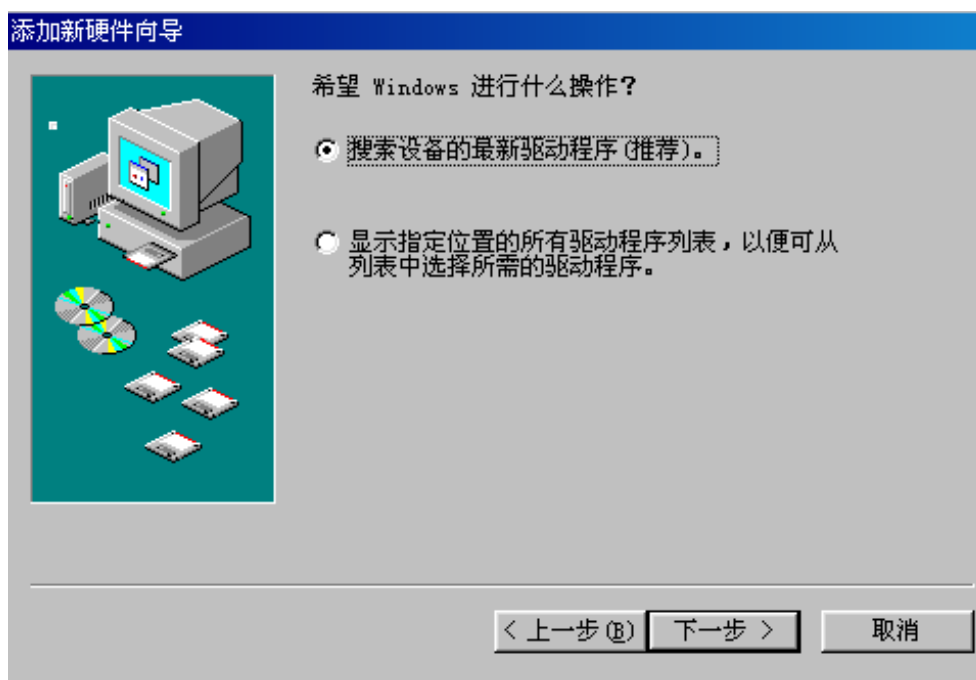 添加新硬件向导
希望 Windows 进行什么操作?
搜索设备的最新驱动程序(推荐)。
显示指定位置的所有驱动程序列表，以便可从
列表中选择所需的驱动程序。
< 上一步(B)
下一步 >
取消